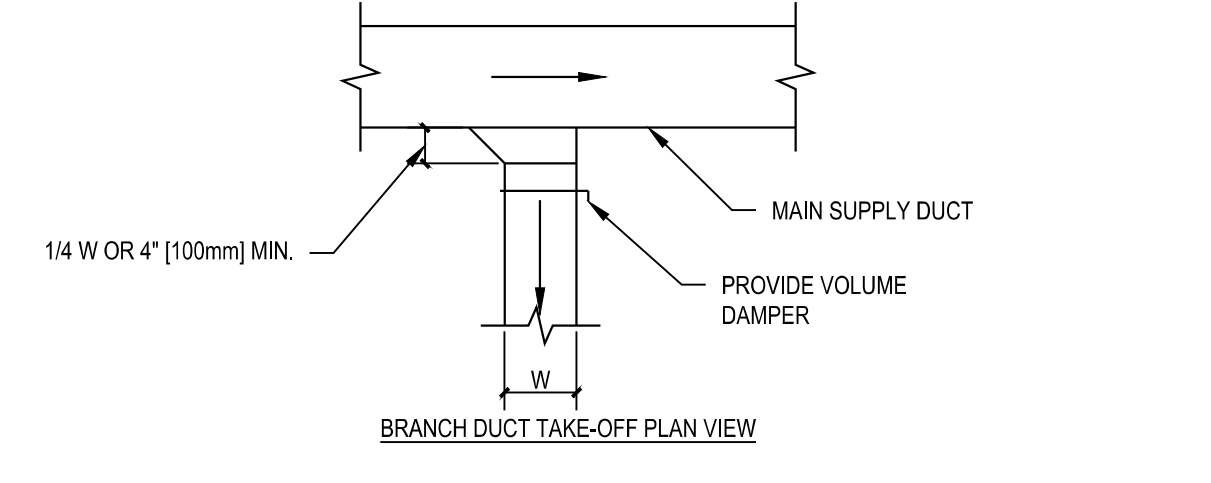 MAIN SUPPLY DUCT
1/4 W OR 4" [100mm] MIN.
PROVIDE VOLUME
DAMPER
W
BRANCH DUCT TAKE-OFF PLAN VIEW